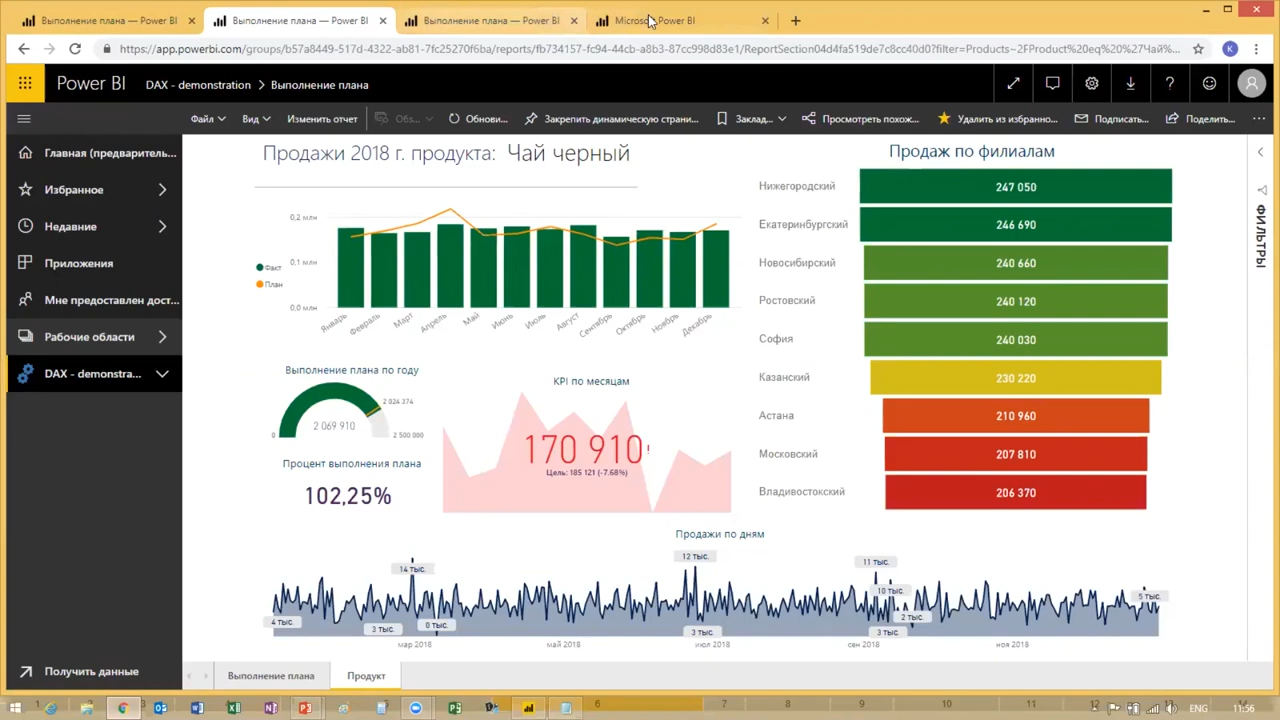 Выполнение плана — Power BI
Выполнение плана — Power BI
Выполнение плана — Power BI
Power BI
https://app.powerbi.com/groups/b57a8449-517d-4322-ab81-7fc25270f6ba/reports/fb734157-fc94-44cb-a8b3-87cc998d83e1/ReportSection04d4fa519de7c8cc40d0?filter=Products~2FProduct%20eq%20%27Чай%...
K
Power BI
DAX - demonstration > Выполнение плана
Файл
Вид
Изменить отчет
Обз...
Обнови...
Закрепить динамическую страни...
Заклад...
Просмотреть похож...
Удалить из избранно...
Подписать...
Поделить...
Главная (предваритель...
Избранное
Недавние
Приложения
Мне предоставлен дост...
Рабочие области
DAX - demonstra...
Получить данные
Продажи 2018 г. продукта: Чай черный
0,2 млн
0,1 млн
0,0 млн
Факт
План
Январь
Февраль
Март
Апрель
Май
Июнь
Июль
Август
Сентябрь
Октябрь
Ноябрь
Декабрь
Выполнение плана по году
2 024 374
2 069 910
0
2 500 000
Процент выполнения плана
102,25%
KPI по месяцам
170 910!
Цель: 185 121 (-7.68%)
Продаж по филиалам
Нижегородский 247 050
Екатеринбургский 246 690
Новосибирский 240 660
Ростовский 240 120
София 240 030
Казанский 230 220
Астана 210 960
Московский 207 810
Владивостокский 206 370
Продажи по дням
14 тыс.
12 тыс.
11 тыс.
10 тыс.
5 тыс.
4 тыс.
3 тыс.
0 тыс.
3 тыс.
3 тыс.
2 тыс.
мар 2018
май 2018
июл 2018
сен 2018
ноя 2018
ФИЛЬТРЫ
Выполнение плана
Продукт
ENG
11:56